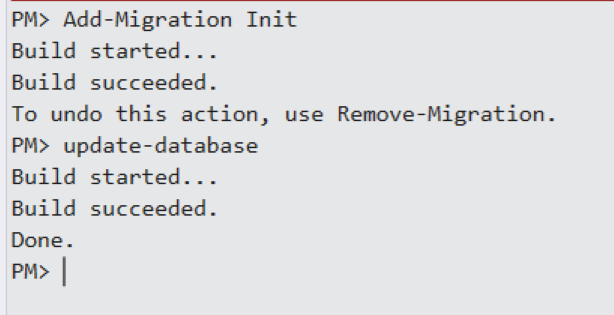 PM> Add-Migration Init
Build started...
Build succeeded.
To undo this action, use Remove-Migration.
PM> update-database
Build started...
Build succeeded.
Done.
PM>